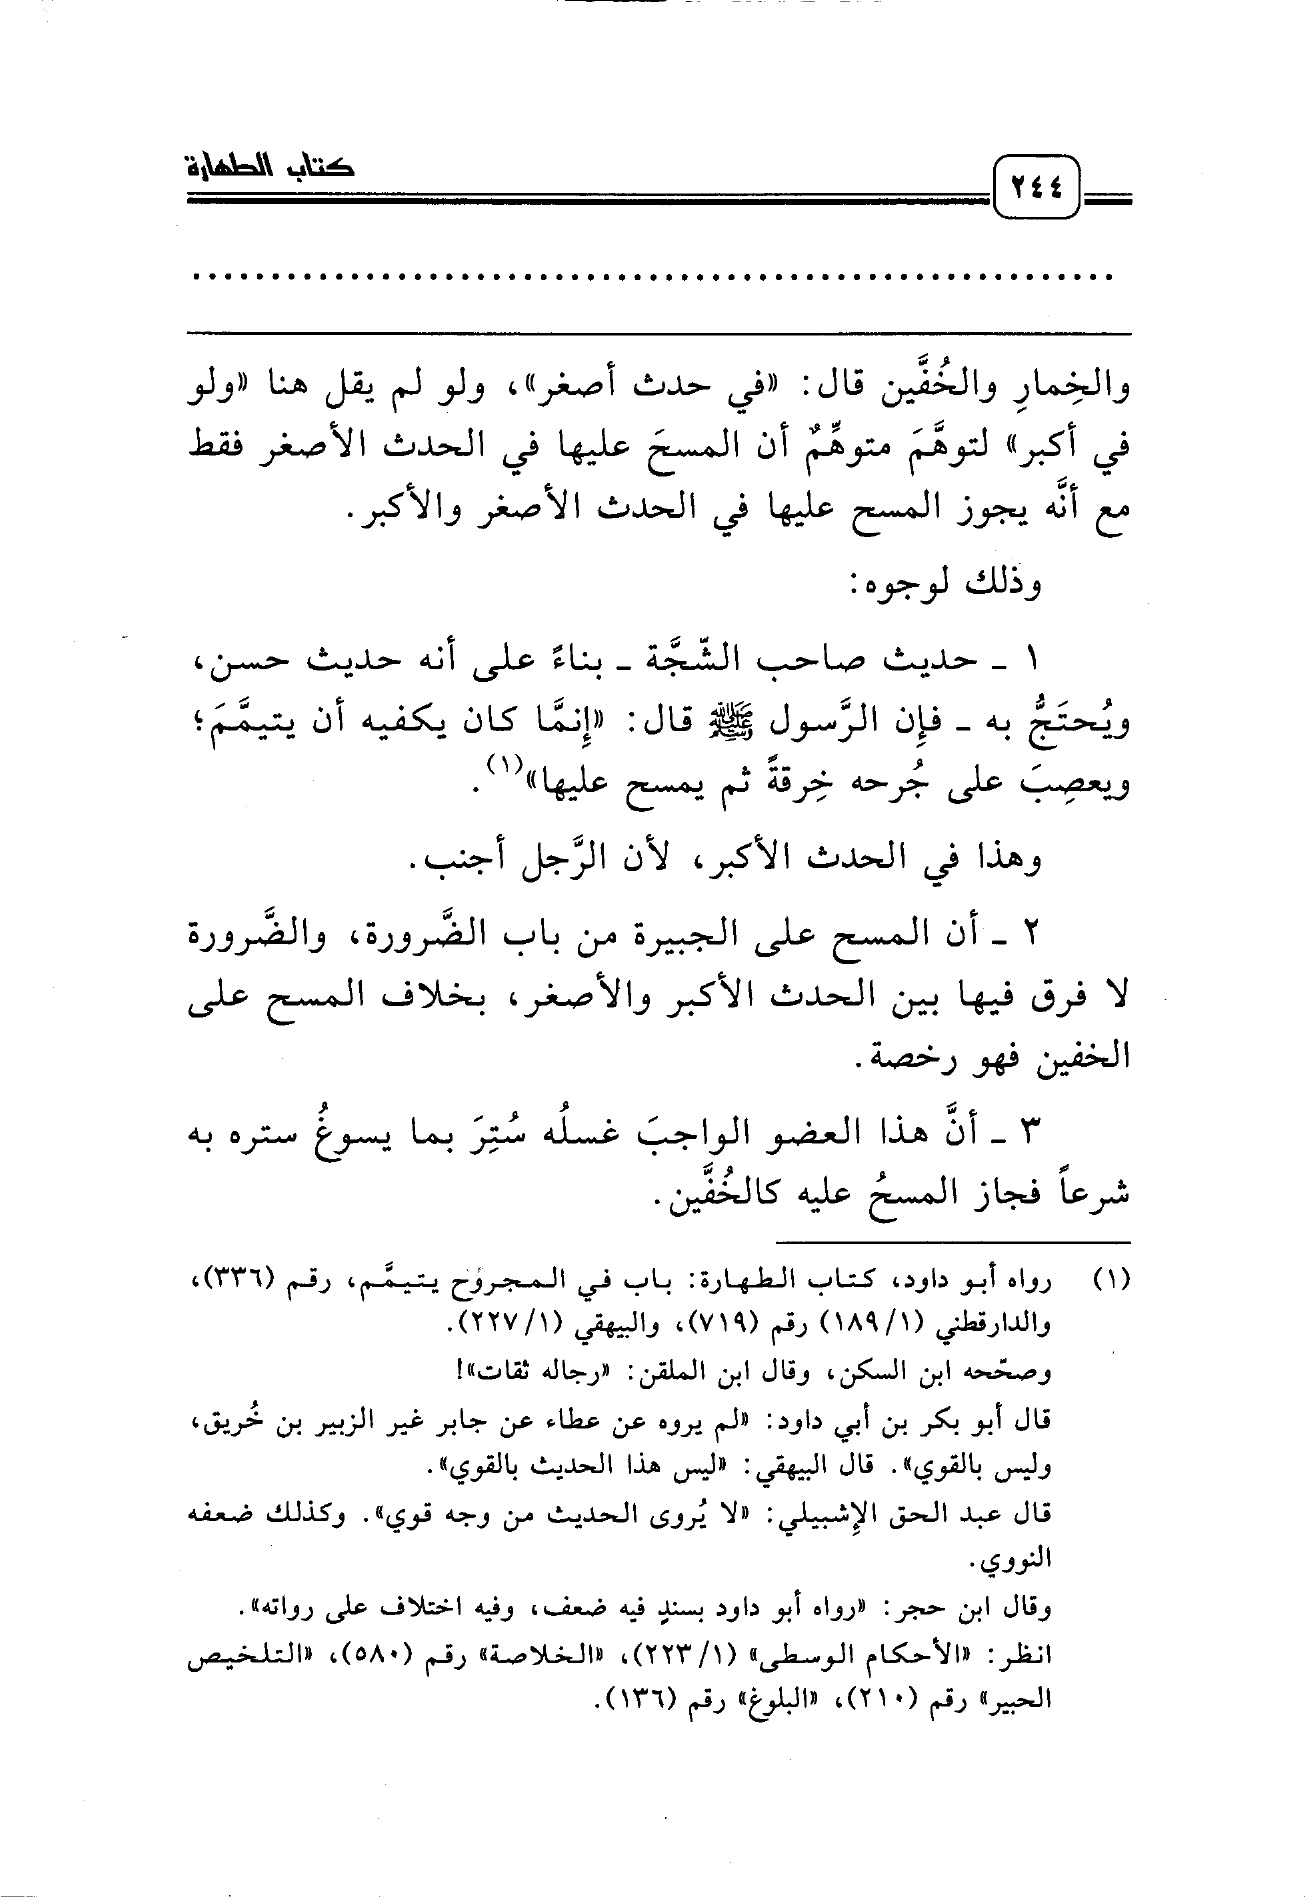 ٢٤٤
كتاب الطهارة
والخِمارِ والخُفَّين قال: «في حدث أصغر»، ولو لم يقل هنا «ولو
في أكبر» لتوهَّمَ متوهِّمٌ أن المسحَ عليها في الحدث الأصغر فقط
مع أنَّه يجوز المسح عليها في الحدث الأصغر والأكبر.
وذلك لوجوه:
١ ـ حديث صاحب الشّجَّة ـ بناءً على أنه حديث حسن،
ويُحتَجُّ به ـ فإِن الرَّسول ﷺ قال: «إِنمَّا كان يكفيه أن يتيمَّمَ؛
ويعصِبَ على جُرحه خِرقةً ثم يمسح عليها»(١).
وهذا في الحدث الأكبر، لأن الرَّجل أجنب.
٢ ـ أن المسح على الجبيرة من باب الضَّرورة، والضَّرورة
لا فرق فيها بين الحدث الأكبر والأصغر، بخلاف المسح على
الخفين فهو رخصة.
٣ ـ أنَّ هذا العضو الواجبَ غسلُه سُتِرَ بما يسوغُ ستره به
شرعاً فجاز المسحُ عليه كالخُفَّين.
(١) رواه أبو داود، كتاب الطهارة: باب في المجروح يتيمَّم، رقم (٣٣٦)،
والدارقطني (١/ ١٨٩) رقم (٧١٩)، والبيهقي (١/ ٢٢٧).
وصحّحه ابن السكن، وقال ابن الملقن: «رجاله ثقات»!
قال أبو بكر بن أبي داود: «لم يروه عن عطاء عن جابر غير الزبير بن خُريق،
وليس بالقوي». قال البيهقي: «ليس هذا الحديث بالقوي».
قال عبد الحق الإِشبيلي: «لا يُروى الحديث من وجه قوي». وكذلك ضعفه
النووي.
وقال ابن حجر: «رواه أبو داود بسندٍ فيه ضعف، وفيه اختلاف على رواته».
انظر: «الأحكام الوسطى» (١/ ٢٢٣)، «الخلاصة» رقم (٥٨٠)، «التلخيص
الحبير» رقم (٢١٠)، «البلوغ» رقم (١٣٦).